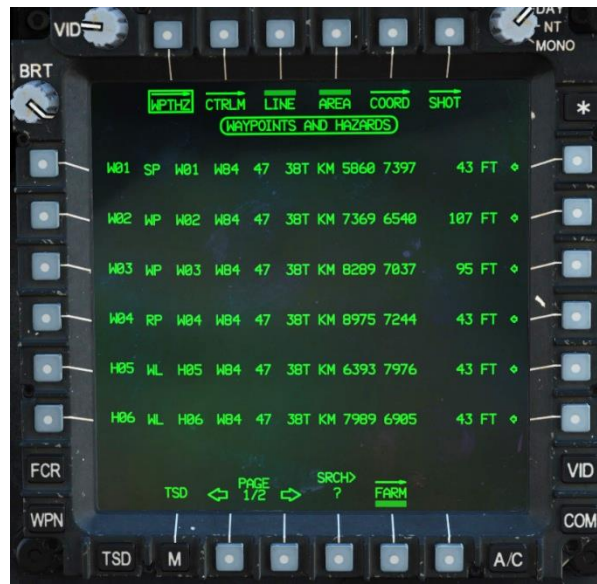 VID
DAY
NT
MONO
BRT
*
WPTHZ CTRLM LINE AREA COORD SHOT
WAYPOINTS AND HAZARDS
W01 SP W01 W84 47 38T KM 5860 7397 43 FT
W02 WP W02 W84 47 38T KM 7369 6540 107 FT
W03 WP W03 W84 47 38T KM 8289 7037 95 FT
W04 RP W04 W84 47 38T KM 8975 7244 43 FT
H05 WL H05 W84 47 38T KM 6393 7976 43 FT
H06 WL H06 W84 47 38T KM 7989 6905 43 FT
FCR
VID
PAGE SRCH>
TSD 1/2 ? FARM
WPN
COM
TSD M A/C